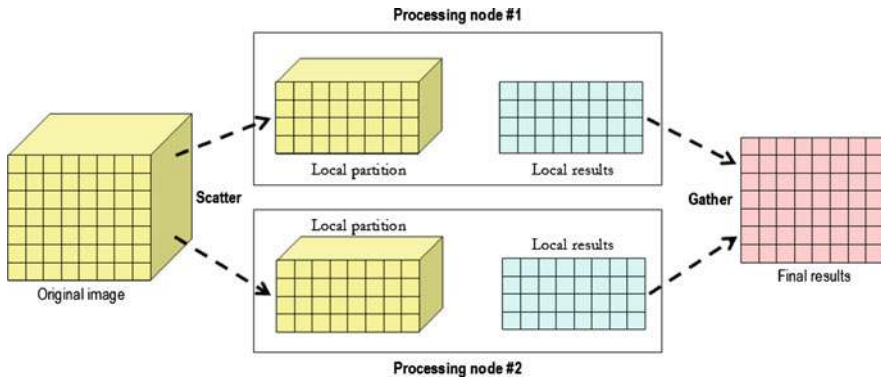 Processing node #1
Local partition
Local results
Scatter
Gather
Original image
Final results
Local partition
Local results
Processing node #2